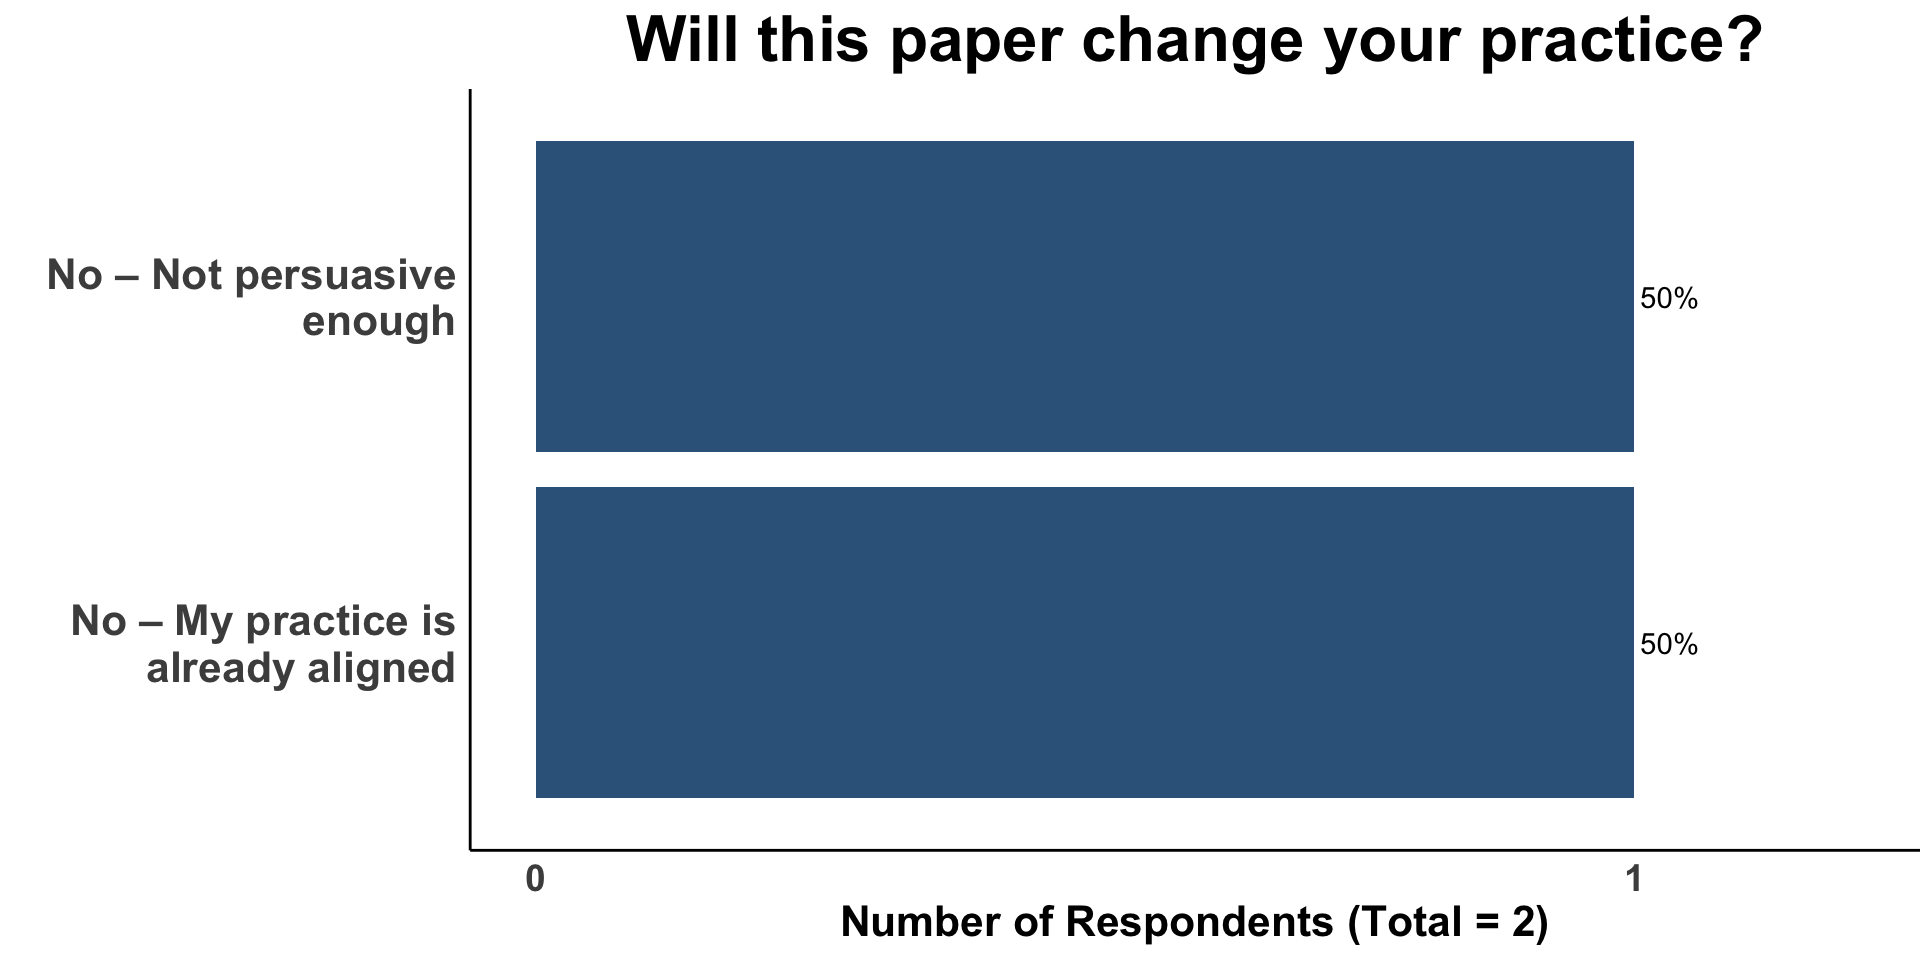 Will this paper change your practice?
No – Not persuasive
enough
50%
No – My practice is
already aligned
50%
0
1
Number of Respondents (Total = 2)